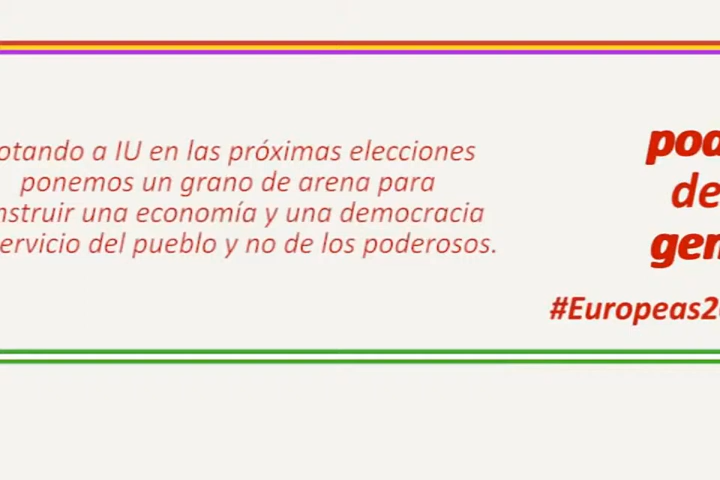 otando a IU en las próximas elecciones
ponemos un grano de arena para
nstruir una economía y una democracia
ervicio del pueblo y no de los poderosos.
pod
de
gen
#Europeas2